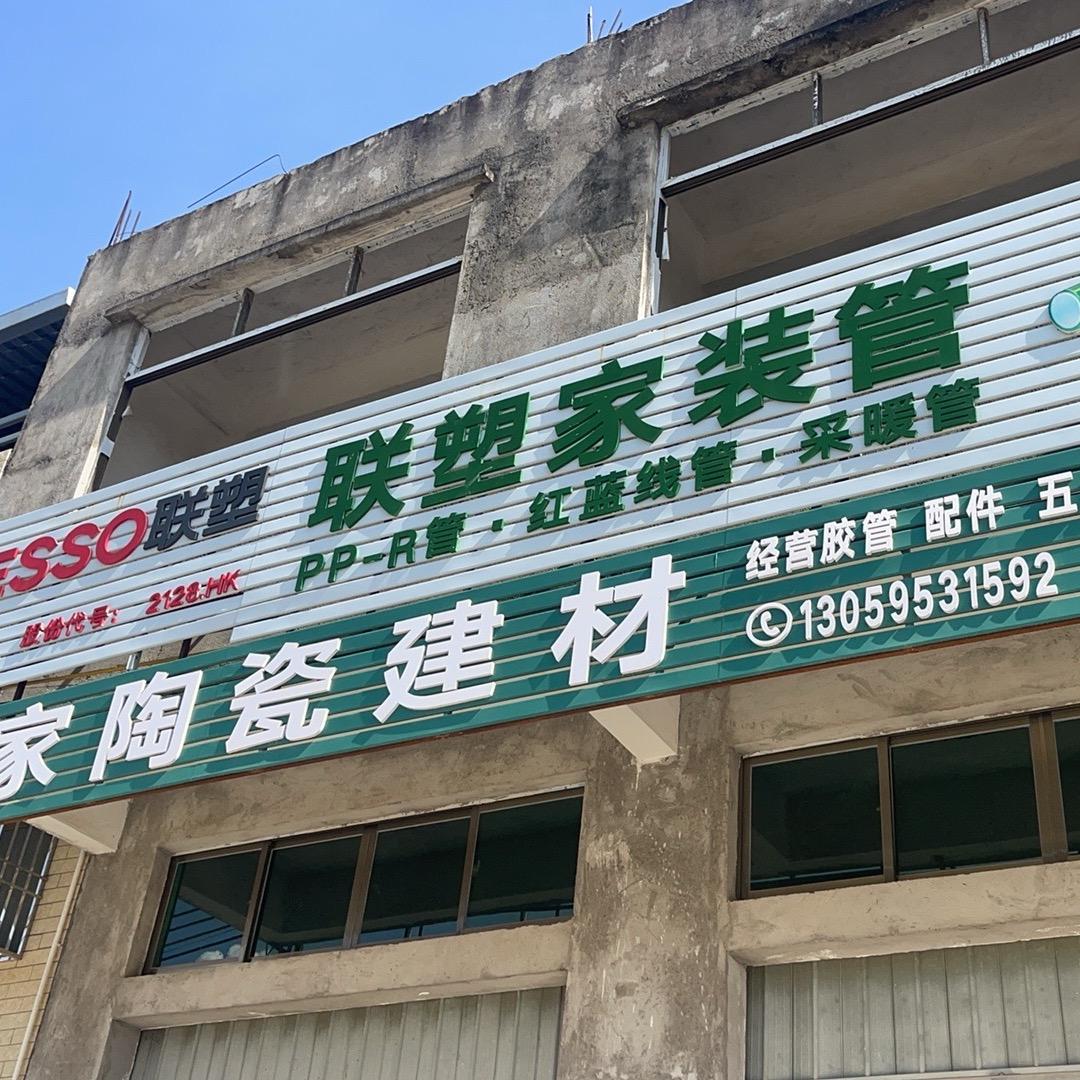 ESSO联塑
股份代号: 2128.HK
联塑家装管
PP-R管·红蓝线管·采暖管
家陶瓷建材
经营胶管 配件 五
13059531592